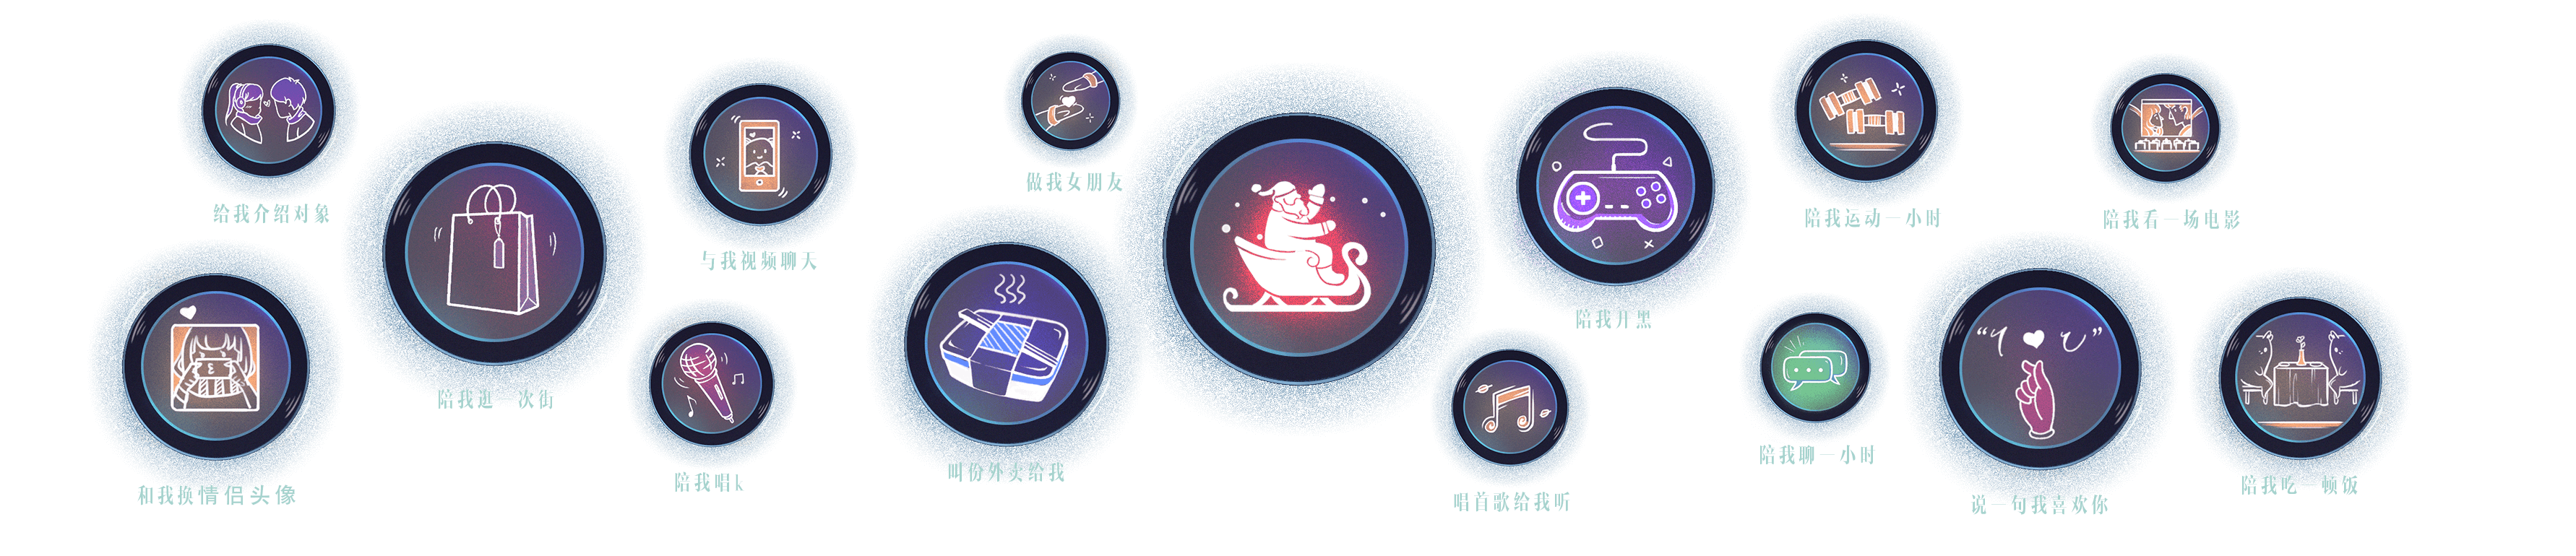 给我介绍对象
和我换情侣头像
陪我逛一次街
与我视频聊天
陪我唱k
做我女朋友
叫份外卖给我
陪我开黑
唱首歌给我听
陪我运动一小时
陪我聊一小时
陪我看一场电影
“1 U”
说一句我喜欢你
陪我吃一顿饭